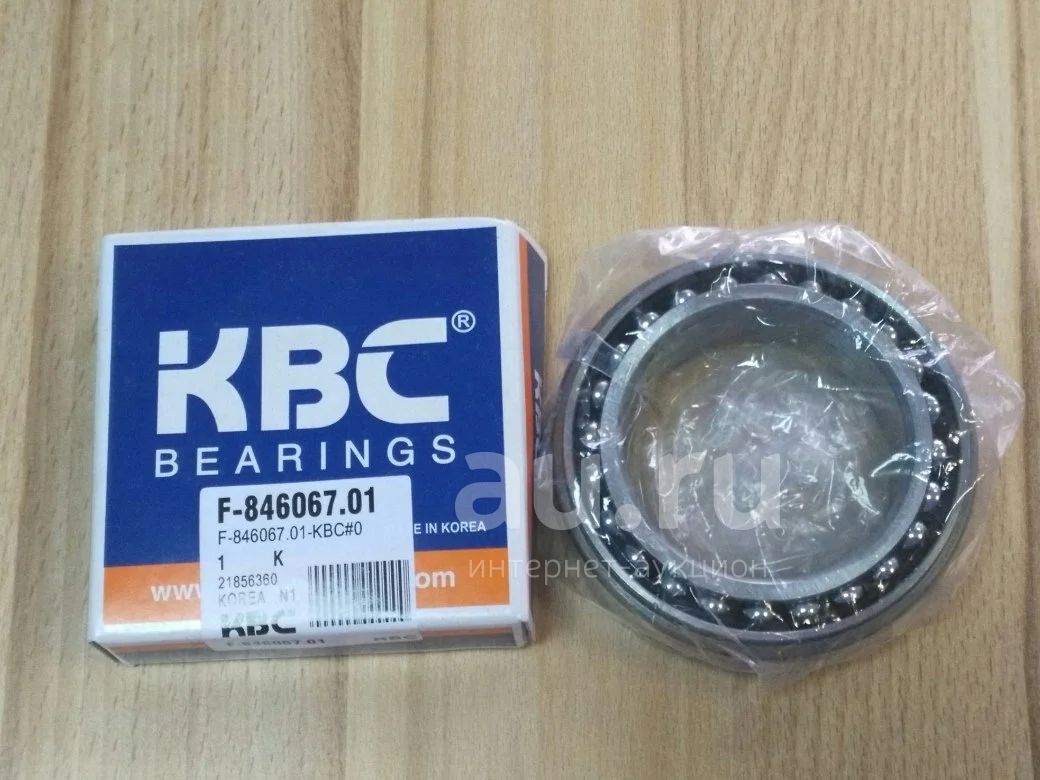 KBC®
BEARINGS
F-846067.01
F-846067.01-KBC#0
E IN KOREA
1 K
21856360
www. .com
KOREA N1
KBC
F-846067.01 KBC
au.ru
интернет-аукцион